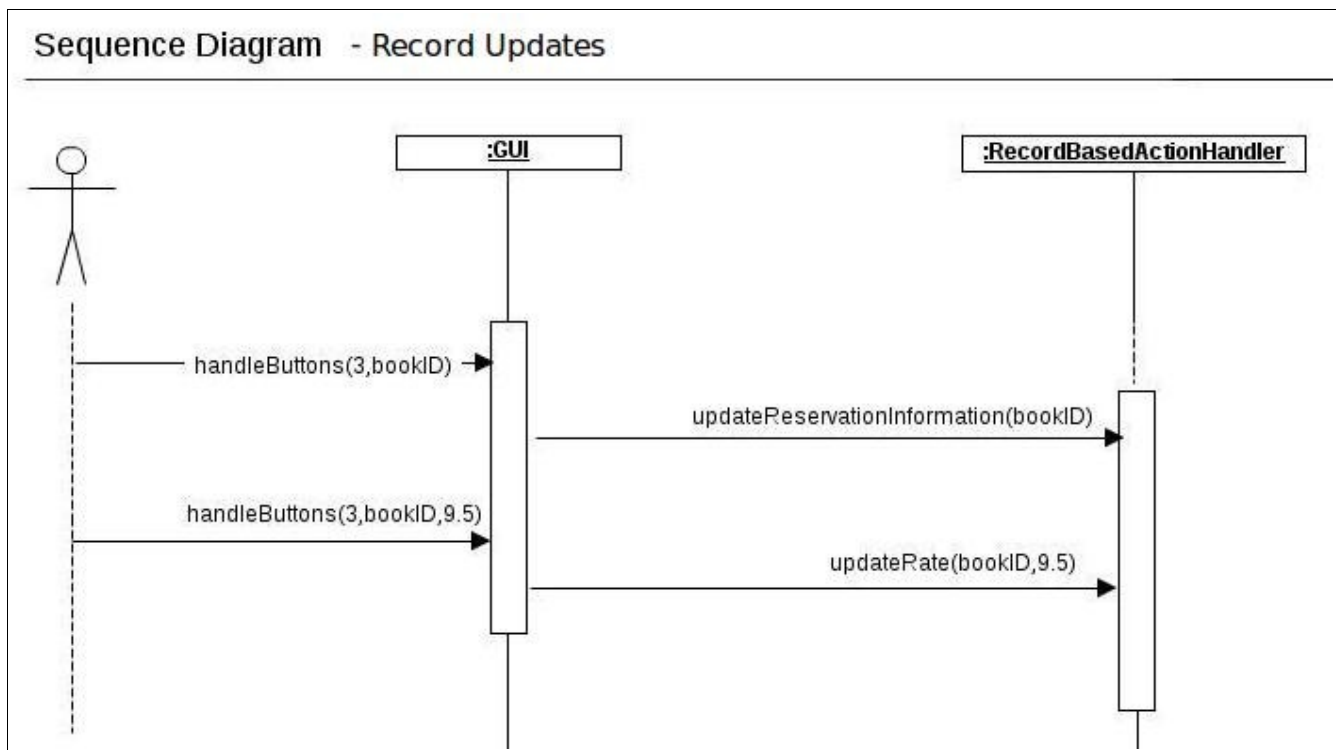 Sequence Diagram - Record Updates
:GUI
:RecordBasedActionHandler
handleButtons(3,bookID)
updateReservationInformation(bookID)
handleButtons(3,bookID,9.5)
updateRate(bookID,9.5)